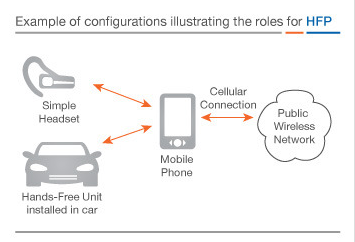 Example of configurations illustrating the roles for HFP
Simple
Headset
Cellular
Connection
Public
Wireless
Network
Mobile
Phone
Hands-Free Unit
installed in car